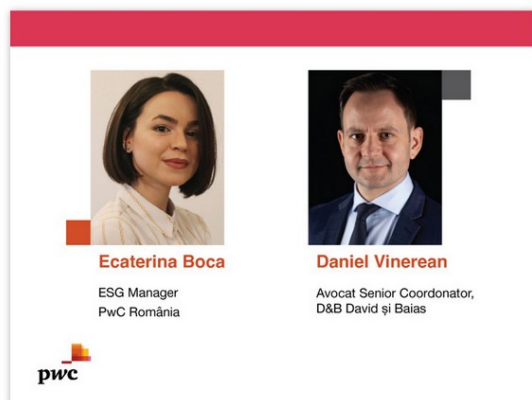 Ecaterina Boca
ESG Manager
PwC România
Daniel Vinerean
Avocat Senior Coordonator,
D&B David și Baias
pwc